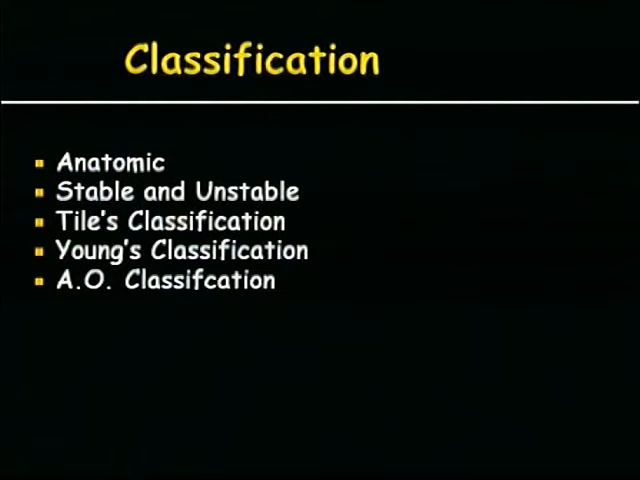 Classification
Anatomic
Stable and Unstable
Tile's Classification
Young's Classification
A.O. Classifcation